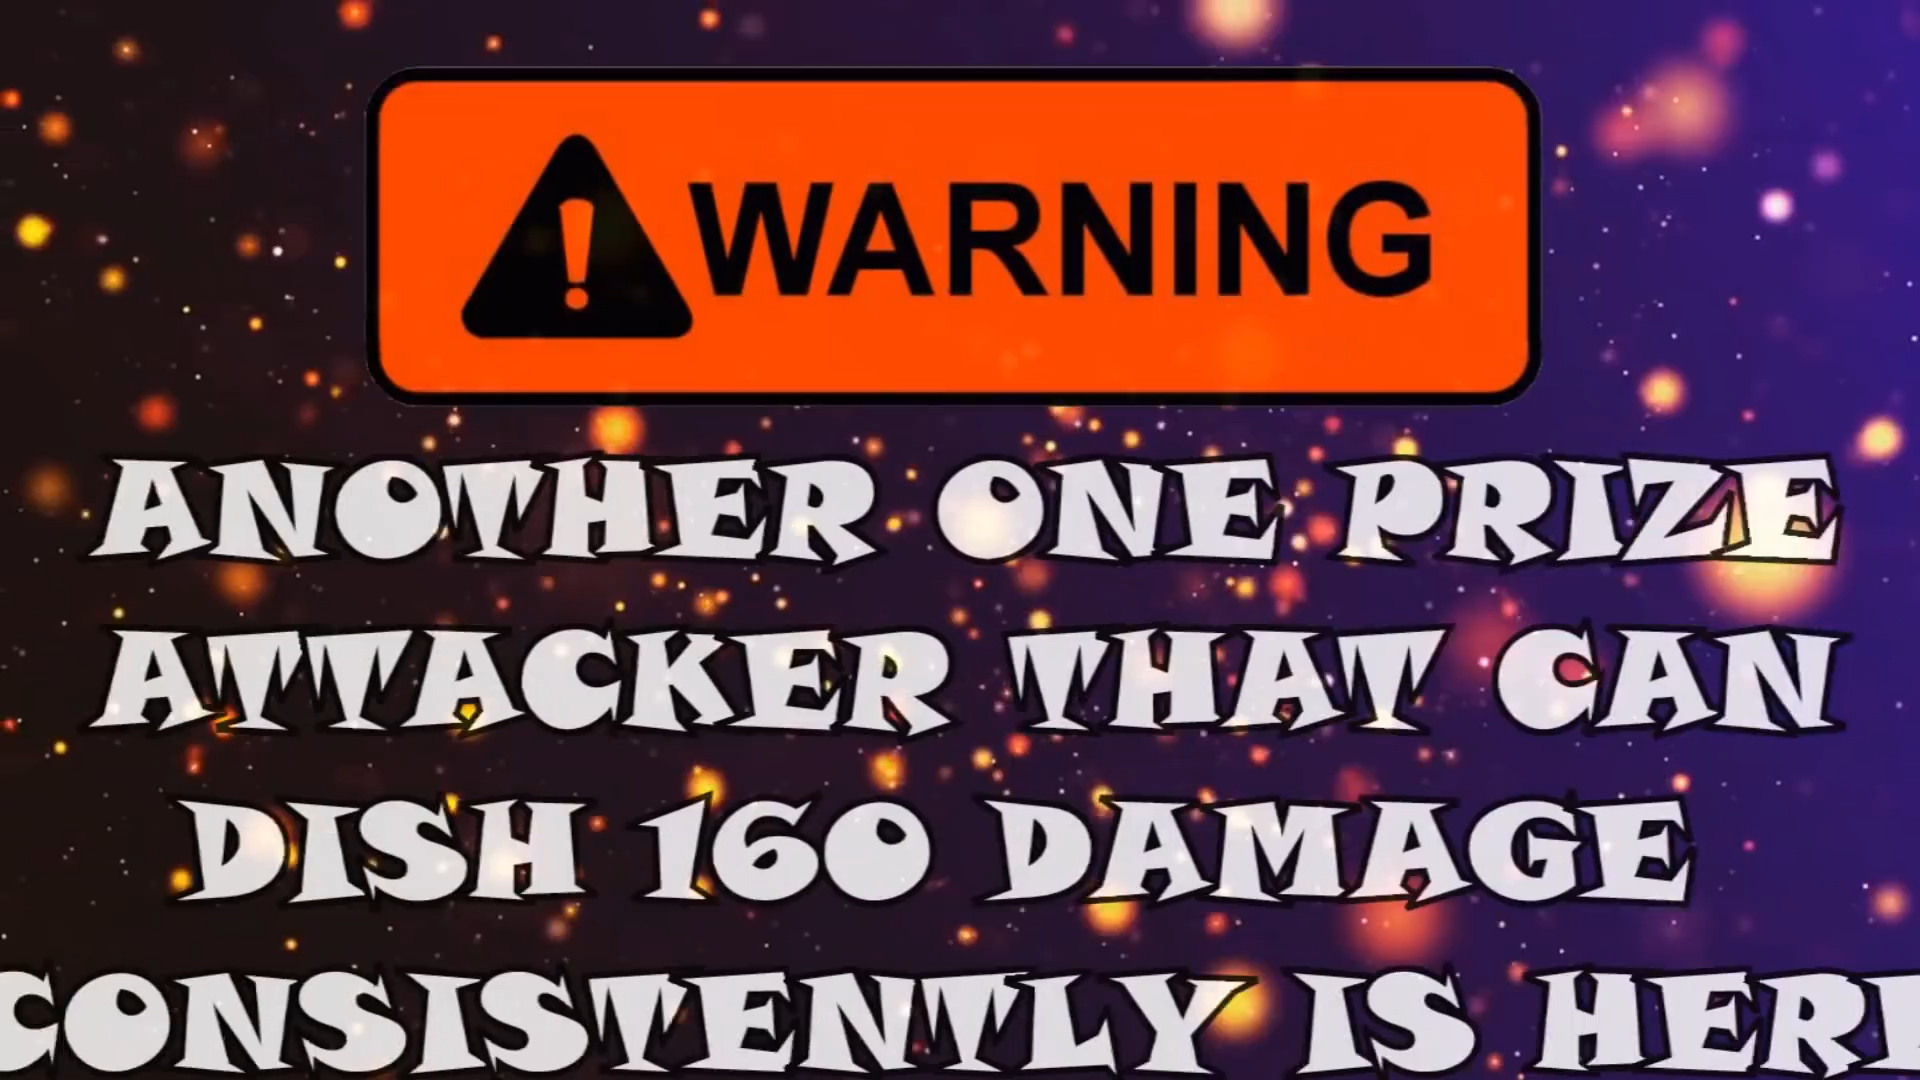 WARNING
ANOTHER ONE PRIZE
ATTACKER THAT CAN
DISH 160 DAMAGE
CONSISTENTLY IS HERE